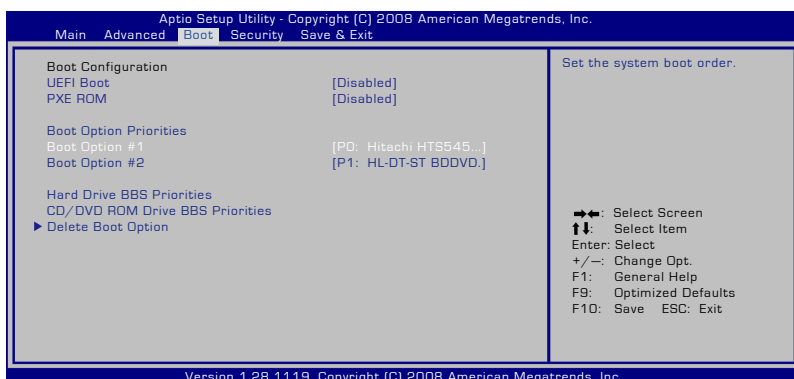 Aptio Setup Utility - Copyright (C) 2008 American Megatrends, Inc.
Main Advanced Boot Security Save & Exit
Boot Configuration
UEFI Boot [Disabled]
PXE ROM [Disabled]
Boot Option Priorities
Boot Option #1 [P0: Hitachi HTS545...]
Boot Option #2 [P1: HL-DT-ST BDDVD.]
Hard Drive BBS Priorities
CD/DVD ROM Drive BBS Priorities
Delete Boot Option
Set the system boot order.
→←: Select Screen
↑↓: Select Item
Enter: Select
+/—: Change Opt.
F1: General Help
F9: Optimized Defaults
F10: Save ESC: Exit
Version 1.28.1119. Copyright (C) 2008 American Megatrends, Inc.